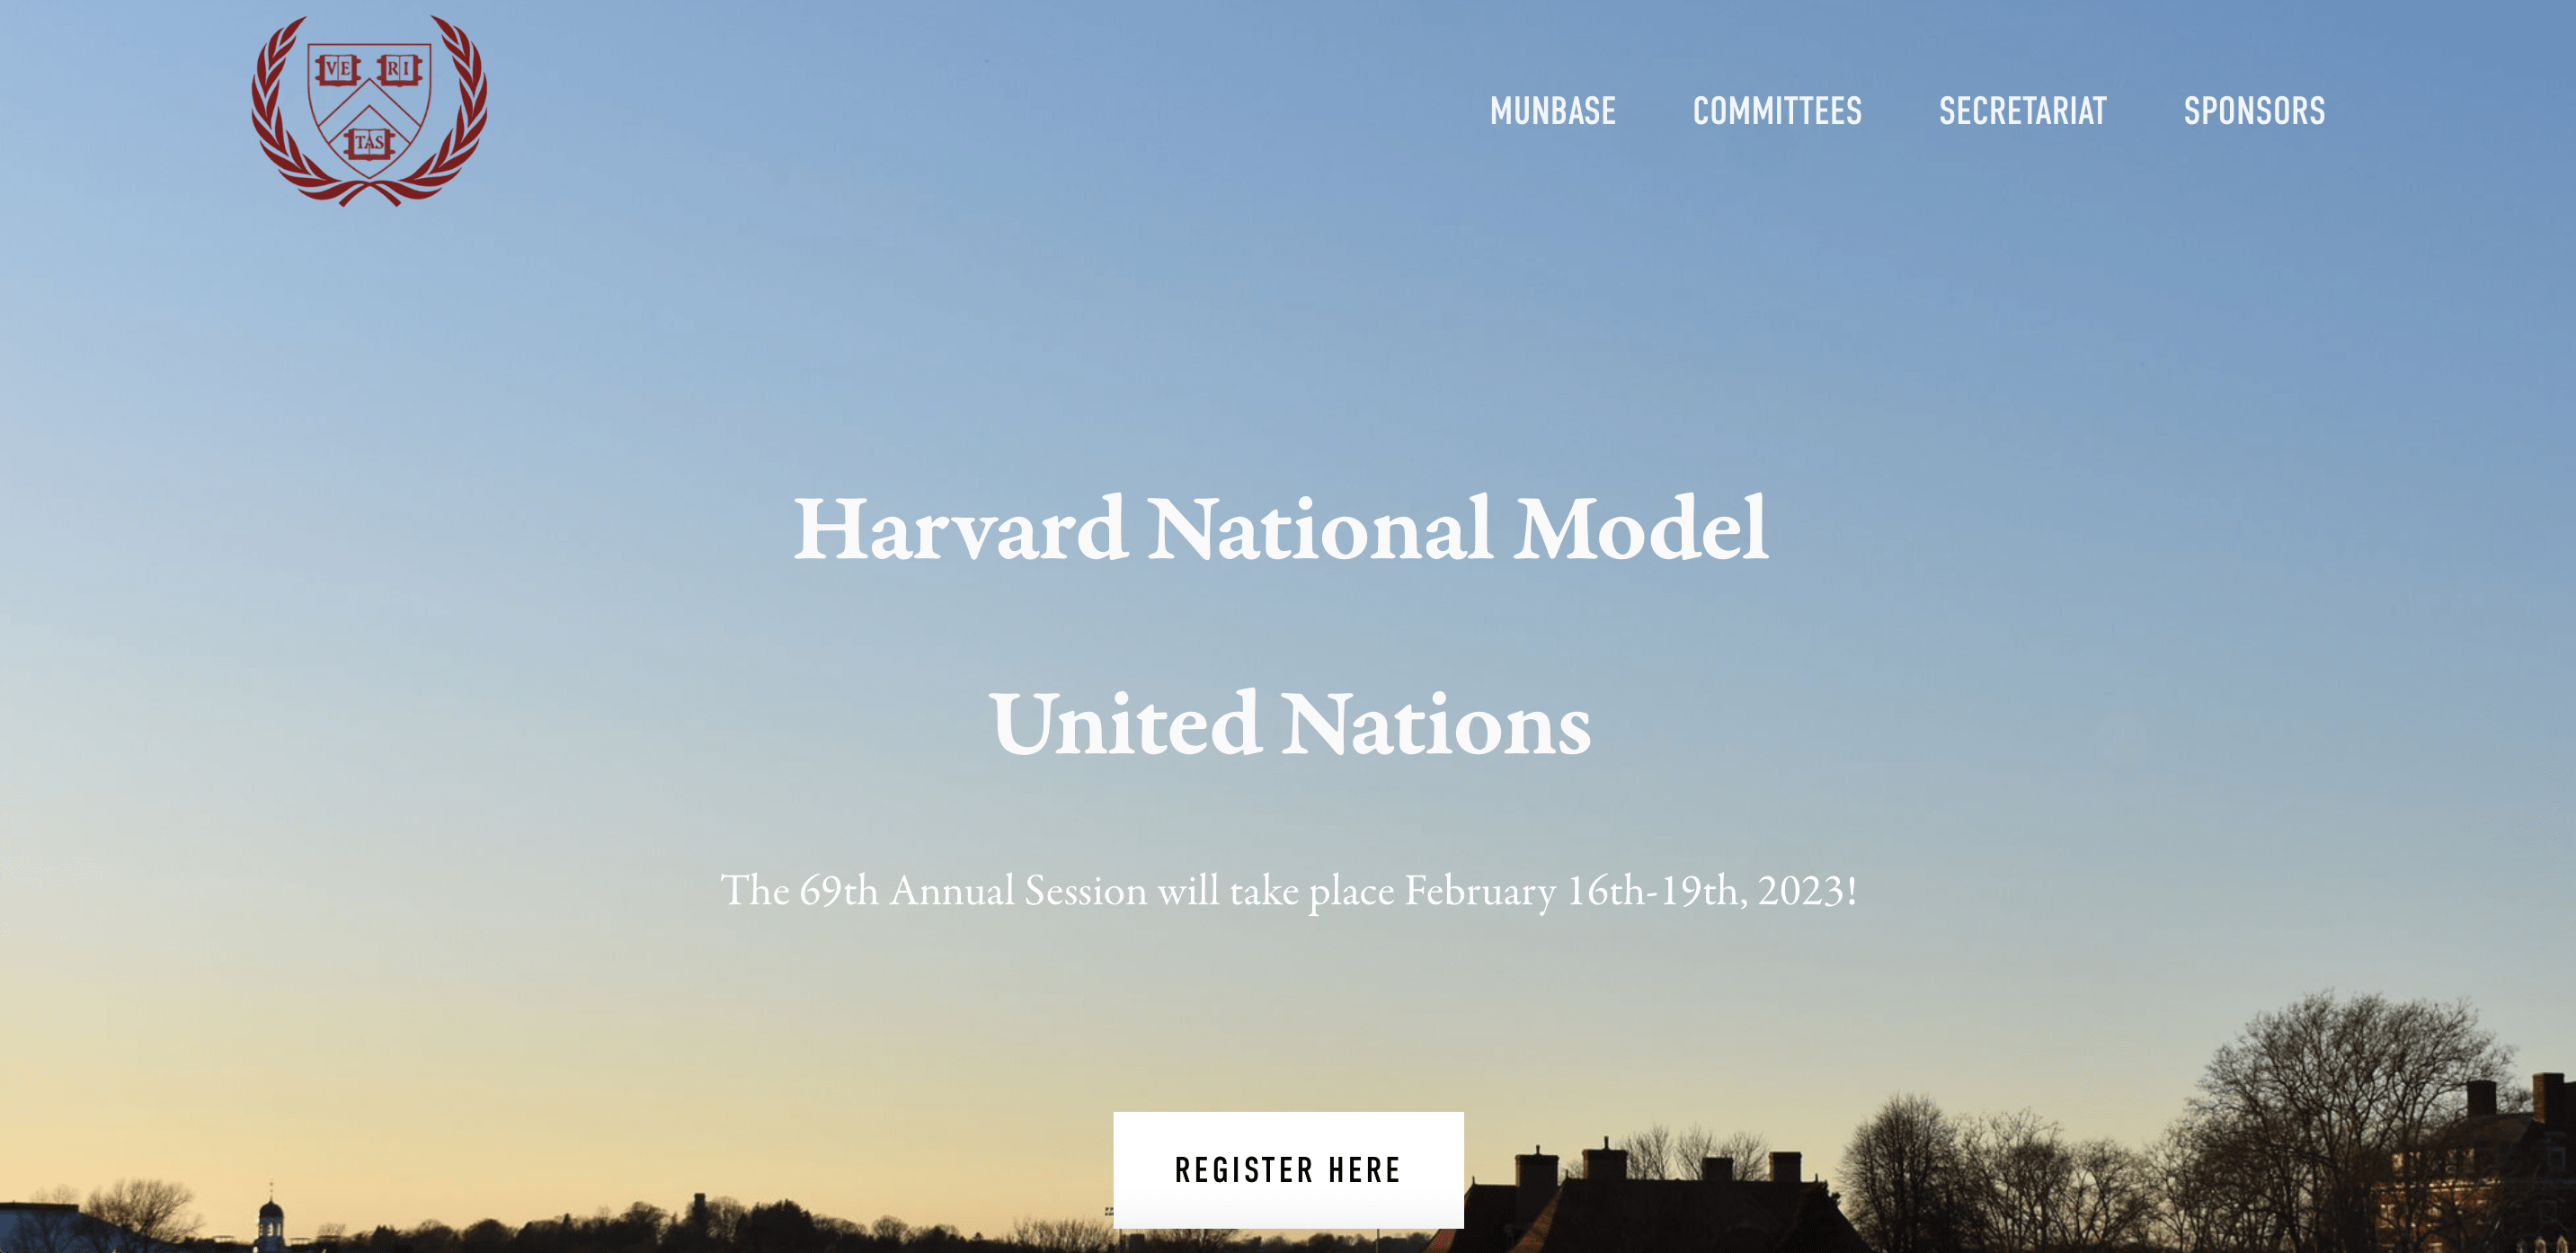 VE RI
TAS
MUNBASE COMMITTEES SECRETARIAT SPONSORS
Harvard National Model
United Nations
The 69th Annual Session will take place February 16th-19th, 2023!
REGISTER HERE